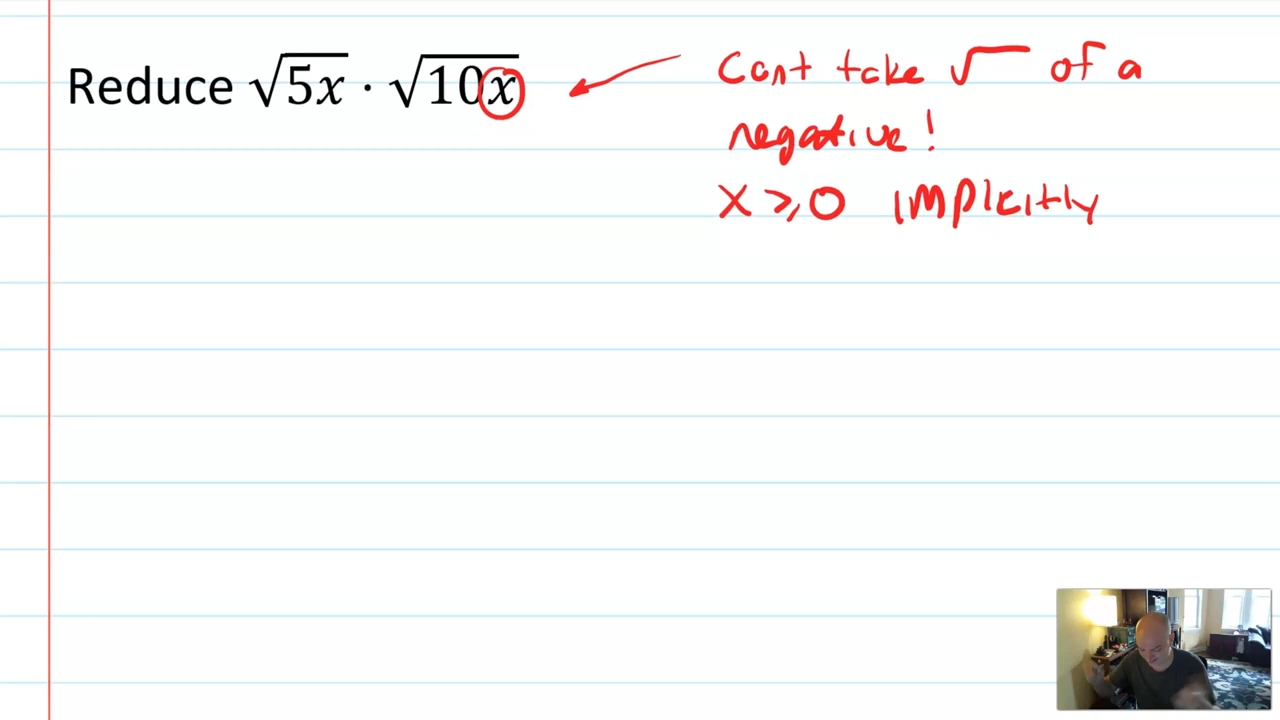 Reduce √5x · √10x
Cant take √ of a
negative!
x ≥ 0 implicitly